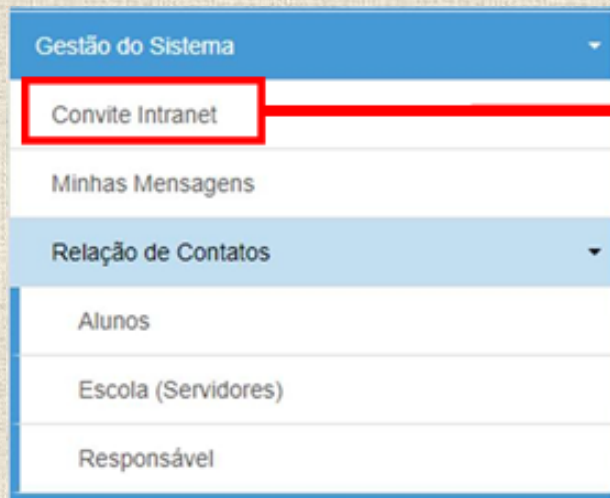 Gestão do Sistema
Convite Intranet
Minhas Mensagens
Relação de Contatos
Alunos
Escola (Servidores)
Responsável